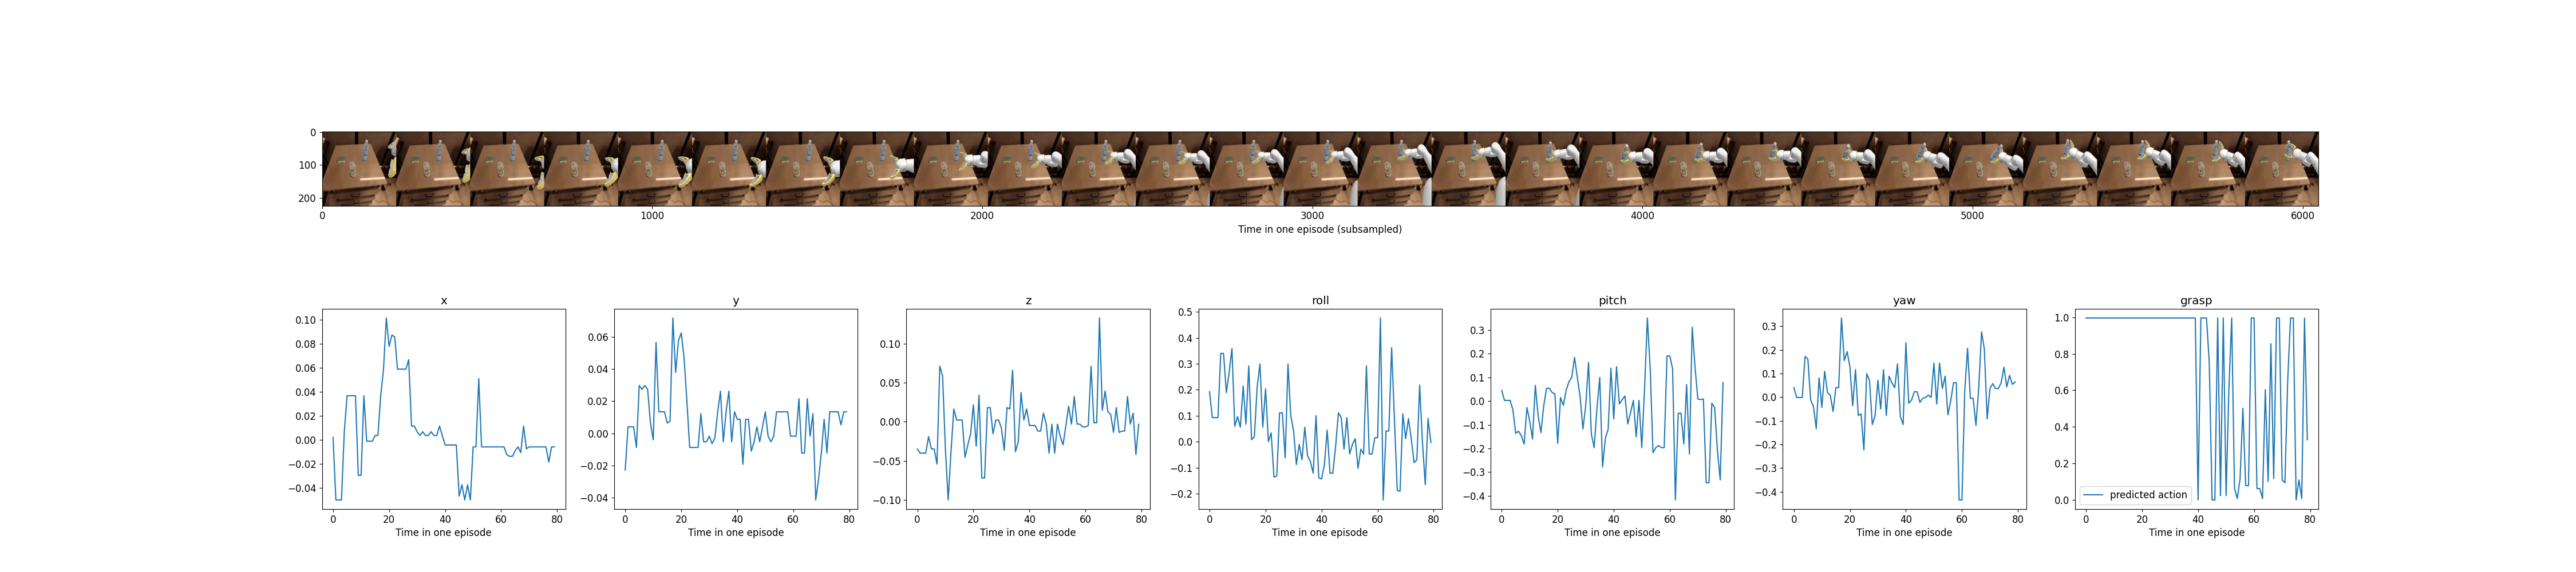 0
100
200
0 1000 2000 3000 4000 5000 6000
Time in one episode (subsampled)
x
0.10
0.08
0.06
0.04
0.02
0.00
−0.02
−0.04
0 20 40 60 80
Time in one episode
y
0.06
0.04
0.02
0.00
−0.02
−0.04
0 20 40 60 80
Time in one episode
z
0.10
0.05
0.00
−0.05
−0.10
0 20 40 60 80
Time in one episode
roll
0.5
0.4
0.3
0.2
0.1
0.0
−0.1
−0.2
0 20 40 60 80
Time in one episode
pitch
0.3
0.2
0.1
0.0
−0.1
−0.2
−0.3
−0.4
0 20 40 60 80
Time in one episode
yaw
0.3
0.2
0.1
0.0
−0.1
−0.2
−0.3
−0.4
0 20 40 60 80
Time in one episode
grasp
1.0
0.8
0.6
0.4
0.2
0.0
predicted action
0 20 40 60 80
Time in one episode